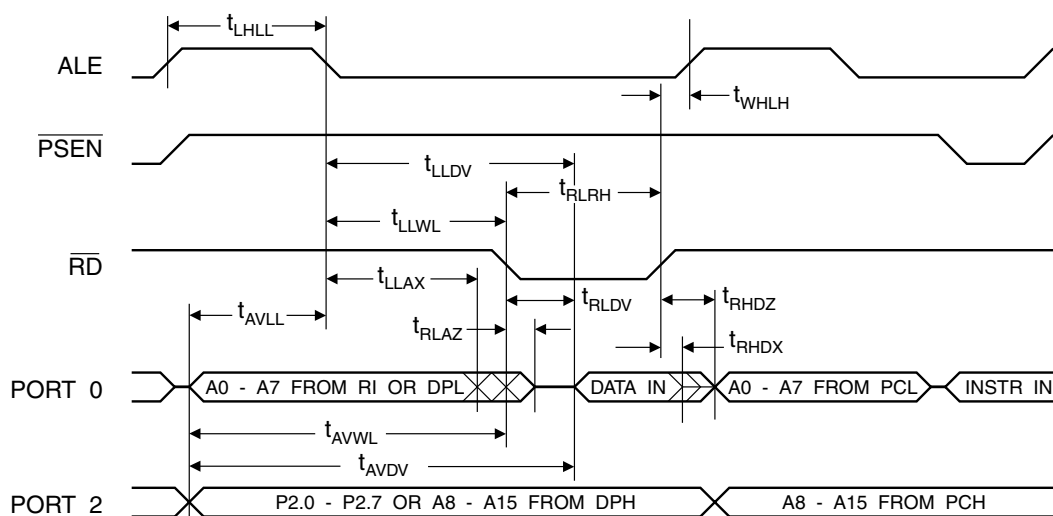 tLHLL
ALE
tWHLH
PSEN
tLLDV
tRLRH
tLLWL
RD
tLLAX
tRLDV
tRHDZ
tAVLL
tRLAZ
tRHDX
PORT 0
A0 - A7 FROM RI OR DPL
DATA IN
A0 - A7 FROM PCL
INSTR IN
tAVWL
tAVDV
PORT 2
P2.0 - P2.7 OR A8 - A15 FROM DPH
A8 - A15 FROM PCH